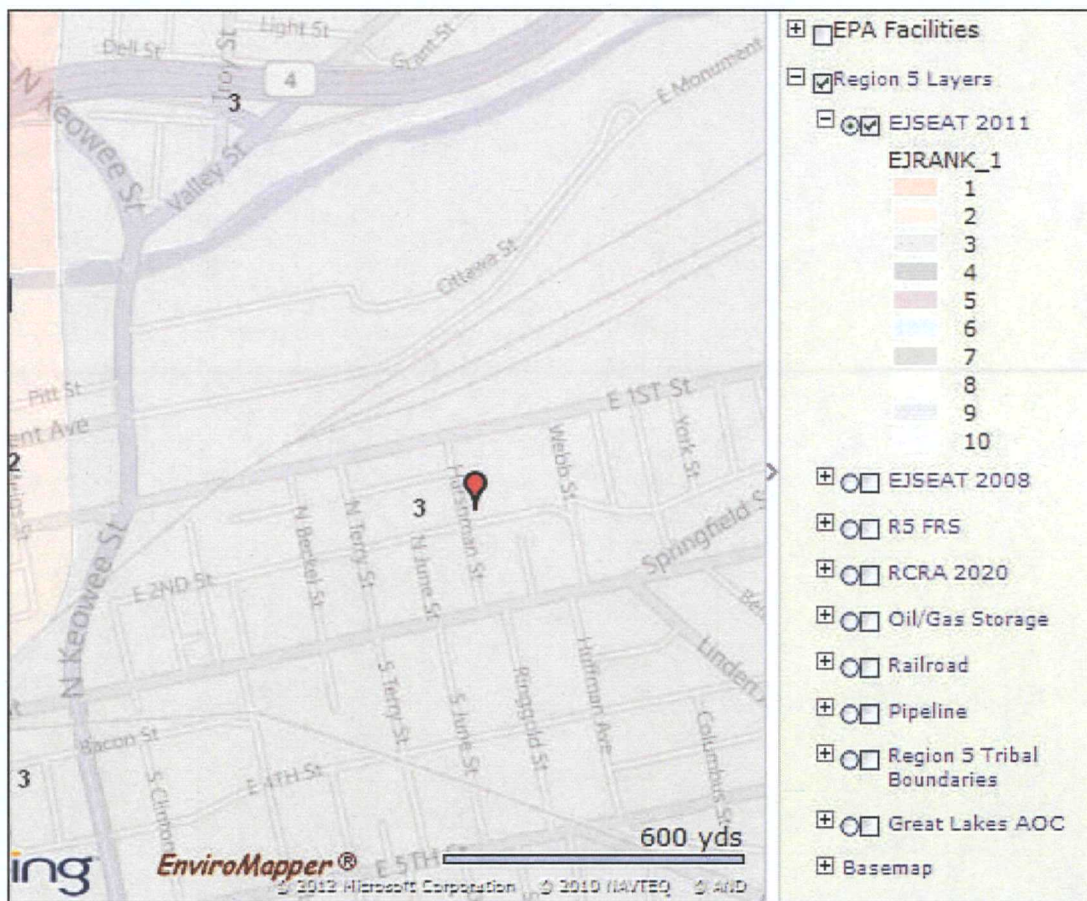 Light St
Dell St
Grant St
Troy St
4
E Monument
N Keowee St
3
Valley St
Ottawa St
Pitt St
E 1ST St
ent Ave
Webb St
York St
2
3
N Beckel St
N Terry St
N June St
Springfield S
E 2ND St
N Keowee St
S Terry St
S June St
Ringgold St
Huffman Ave
Linden A
Columbus St
Bacon St
3
S Clinton
E 4TH St
E 5TH
600 yds
ing
EnviroMapper®
© 2012 Microsoft Corporation © 2010 NAVTEQ © AND
EPA Facilities
Region 5 Layers
EJSEAT 2011
EJRANK_1
1
2
3
4
5
6
7
8
9
10
EJSEAT 2008
R5 FRS
RCRA 2020
Oil/Gas Storage
Railroad
Pipeline
Region 5 Tribal
Boundaries
Great Lakes AOC
Basemap